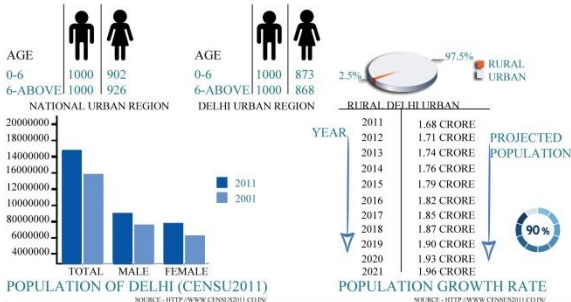 AGE
0-6 1000 902
6-ABOVE 1000 926
NATIONAL URBAN REGION
AGE
0-6 1000 873
6-ABOVE 1000 868
DELHI URBAN REGION
97.5%
2.5%
RURAL
URBAN
RURAL DELHI URBAN
20000000
18000000
14000000
12000000
10000000
80000000
6000000
4000000
2011
2001
TOTAL MALE FEMALE
POPULATION OF DELHI (CENSU2011)
SOURCE - HTTP //WWW CENSUS2011 CO.IN/
YEAR
PROJECTED
POPULATION
2011 1.68 CRORE
2012 1.71 CRORE
2013 1.74 CRORE
2014 1.76 CRORE
2015 1.79 CRORE
2016 1.82 CRORE
2017 1.85 CRORE
2018 1.87 CRORE
2019 1.90 CRORE
2020 1.93 CRORE
2021 1.96 CRORE
90 %
POPULATION GROWTH RATE
SOURCE - HTTP //WWW CENSUS2011 CO.IN/